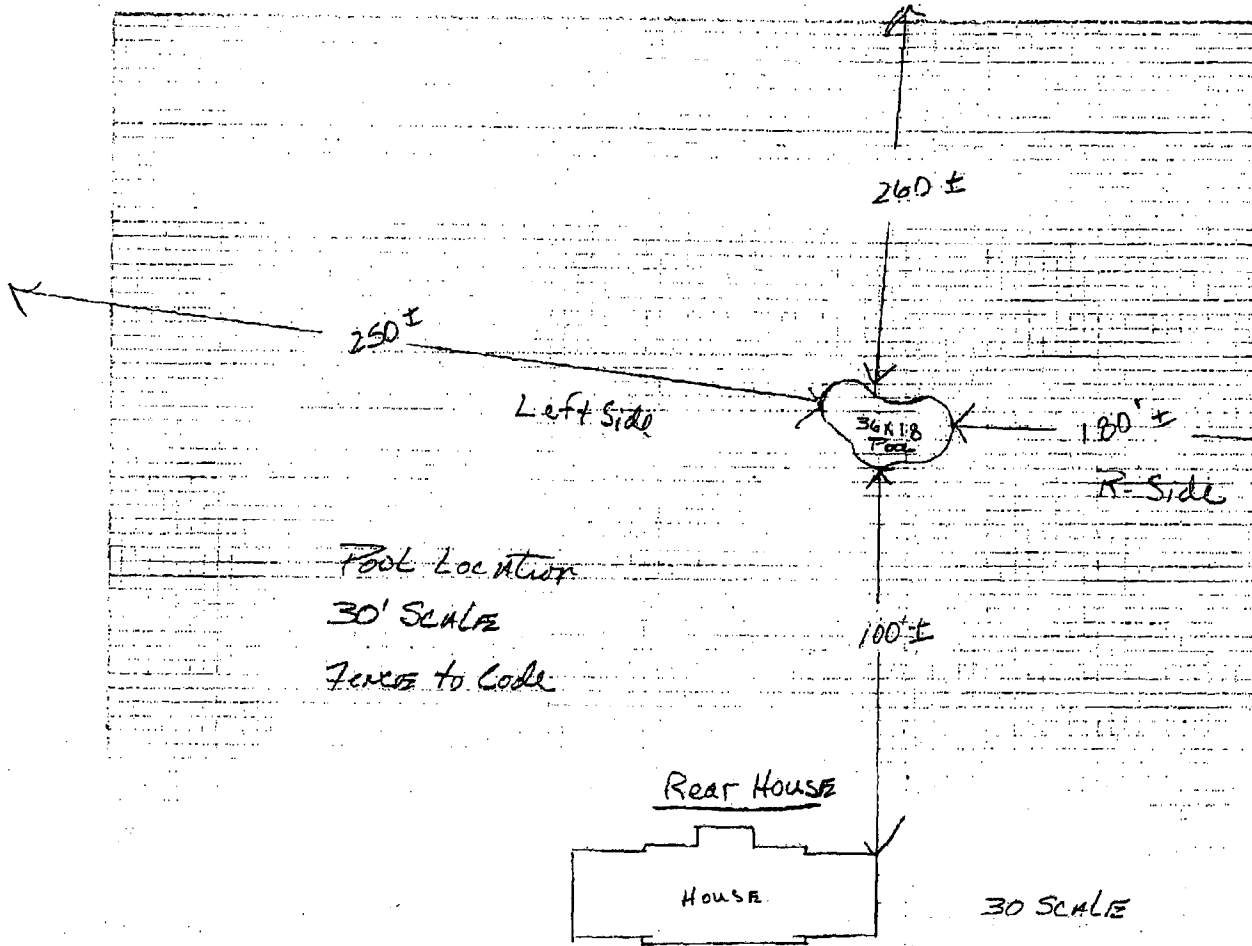 260 ±
250 ±
Left Side
36 x 18
Pool
180' ±
R- Side
Pool Location
30' SCALE
Fence to Code
100' ±
Rear House
House
30 SCALE